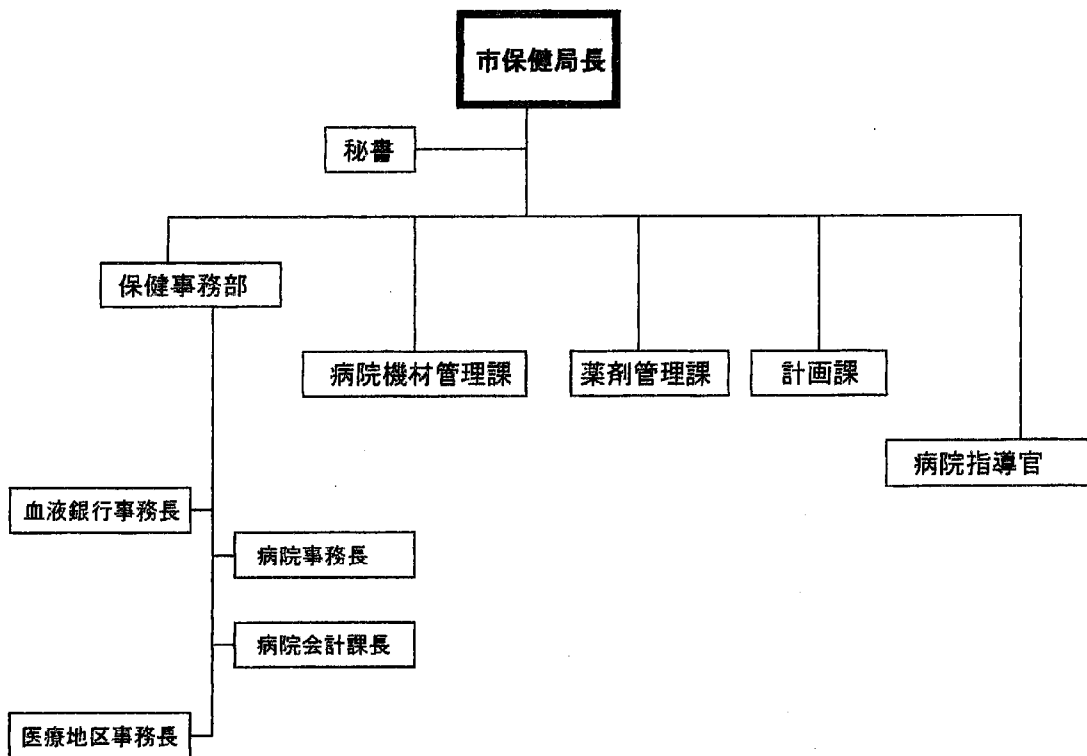 市保健局長
秘書
保健事務部
病院機材管理課
薬剤管理課
計画課
病院指導官
血液銀行事務長
病院事務長
病院会計課長
医療地区事務長